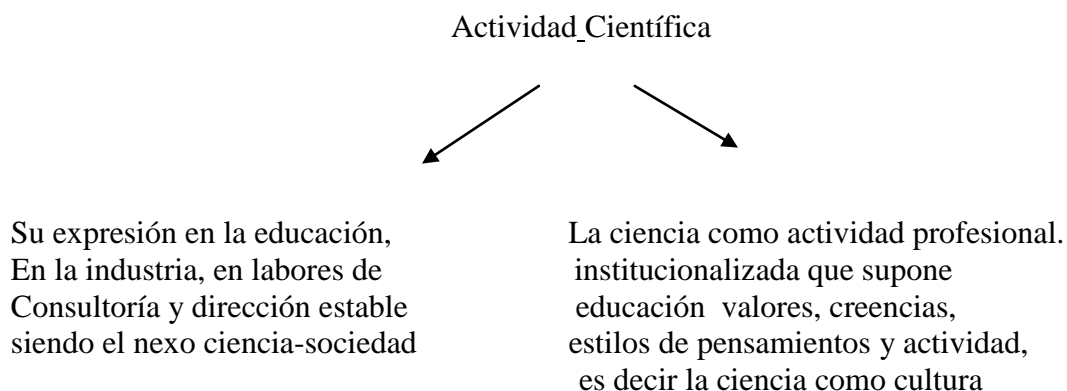 Actividad Científica
Su expresión en la educación,
En la industria, en labores de
Consultoría y dirección estable
siendo el nexo ciencia-sociedad
La ciencia como actividad profesional.
institucionalizada que supone
educación valores, creencias,
estilos de pensamientos y actividad,
es decir la ciencia como cultura